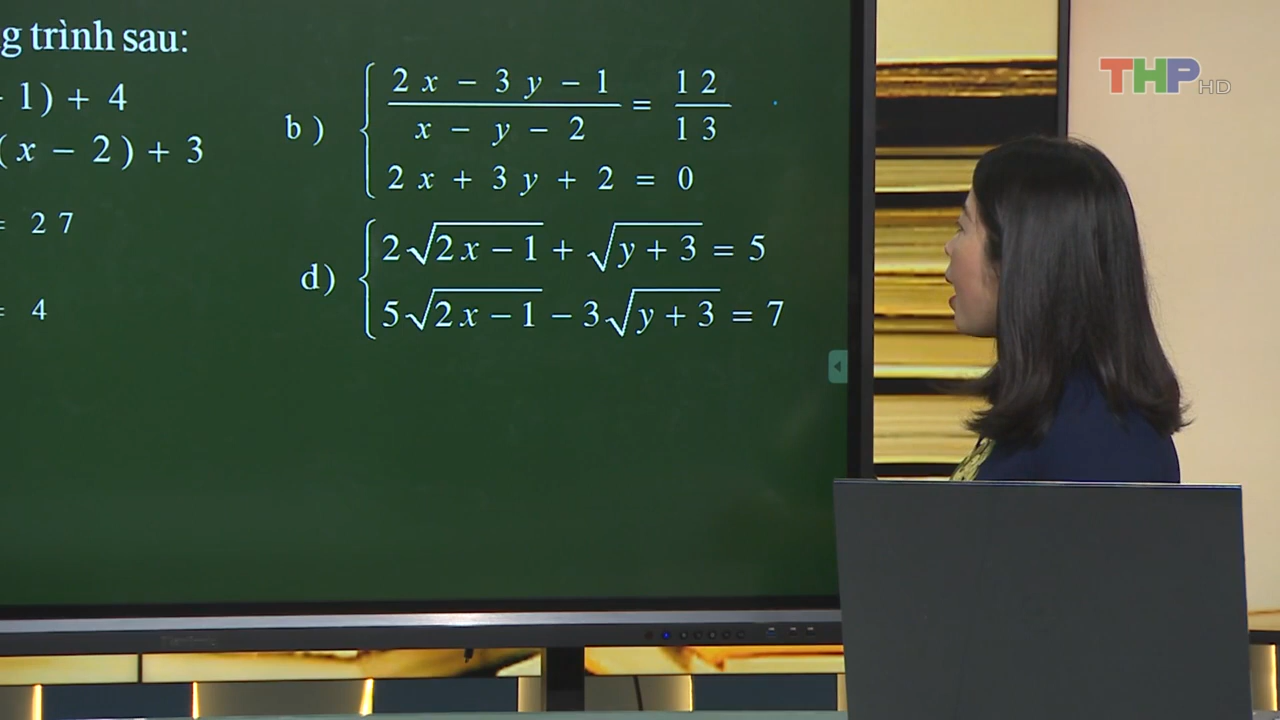 g trình sau:
1) + 4
(x − 2) + 3
= 27
= 4
b) { (2x − 3y − 1)/(x − y − 2) = 12/13
2x + 3y + 2 = 0
d) { 2√(2x − 1) + √(y + 3) = 5
5√(2x − 1) − 3√(y + 3) = 7
THP HD